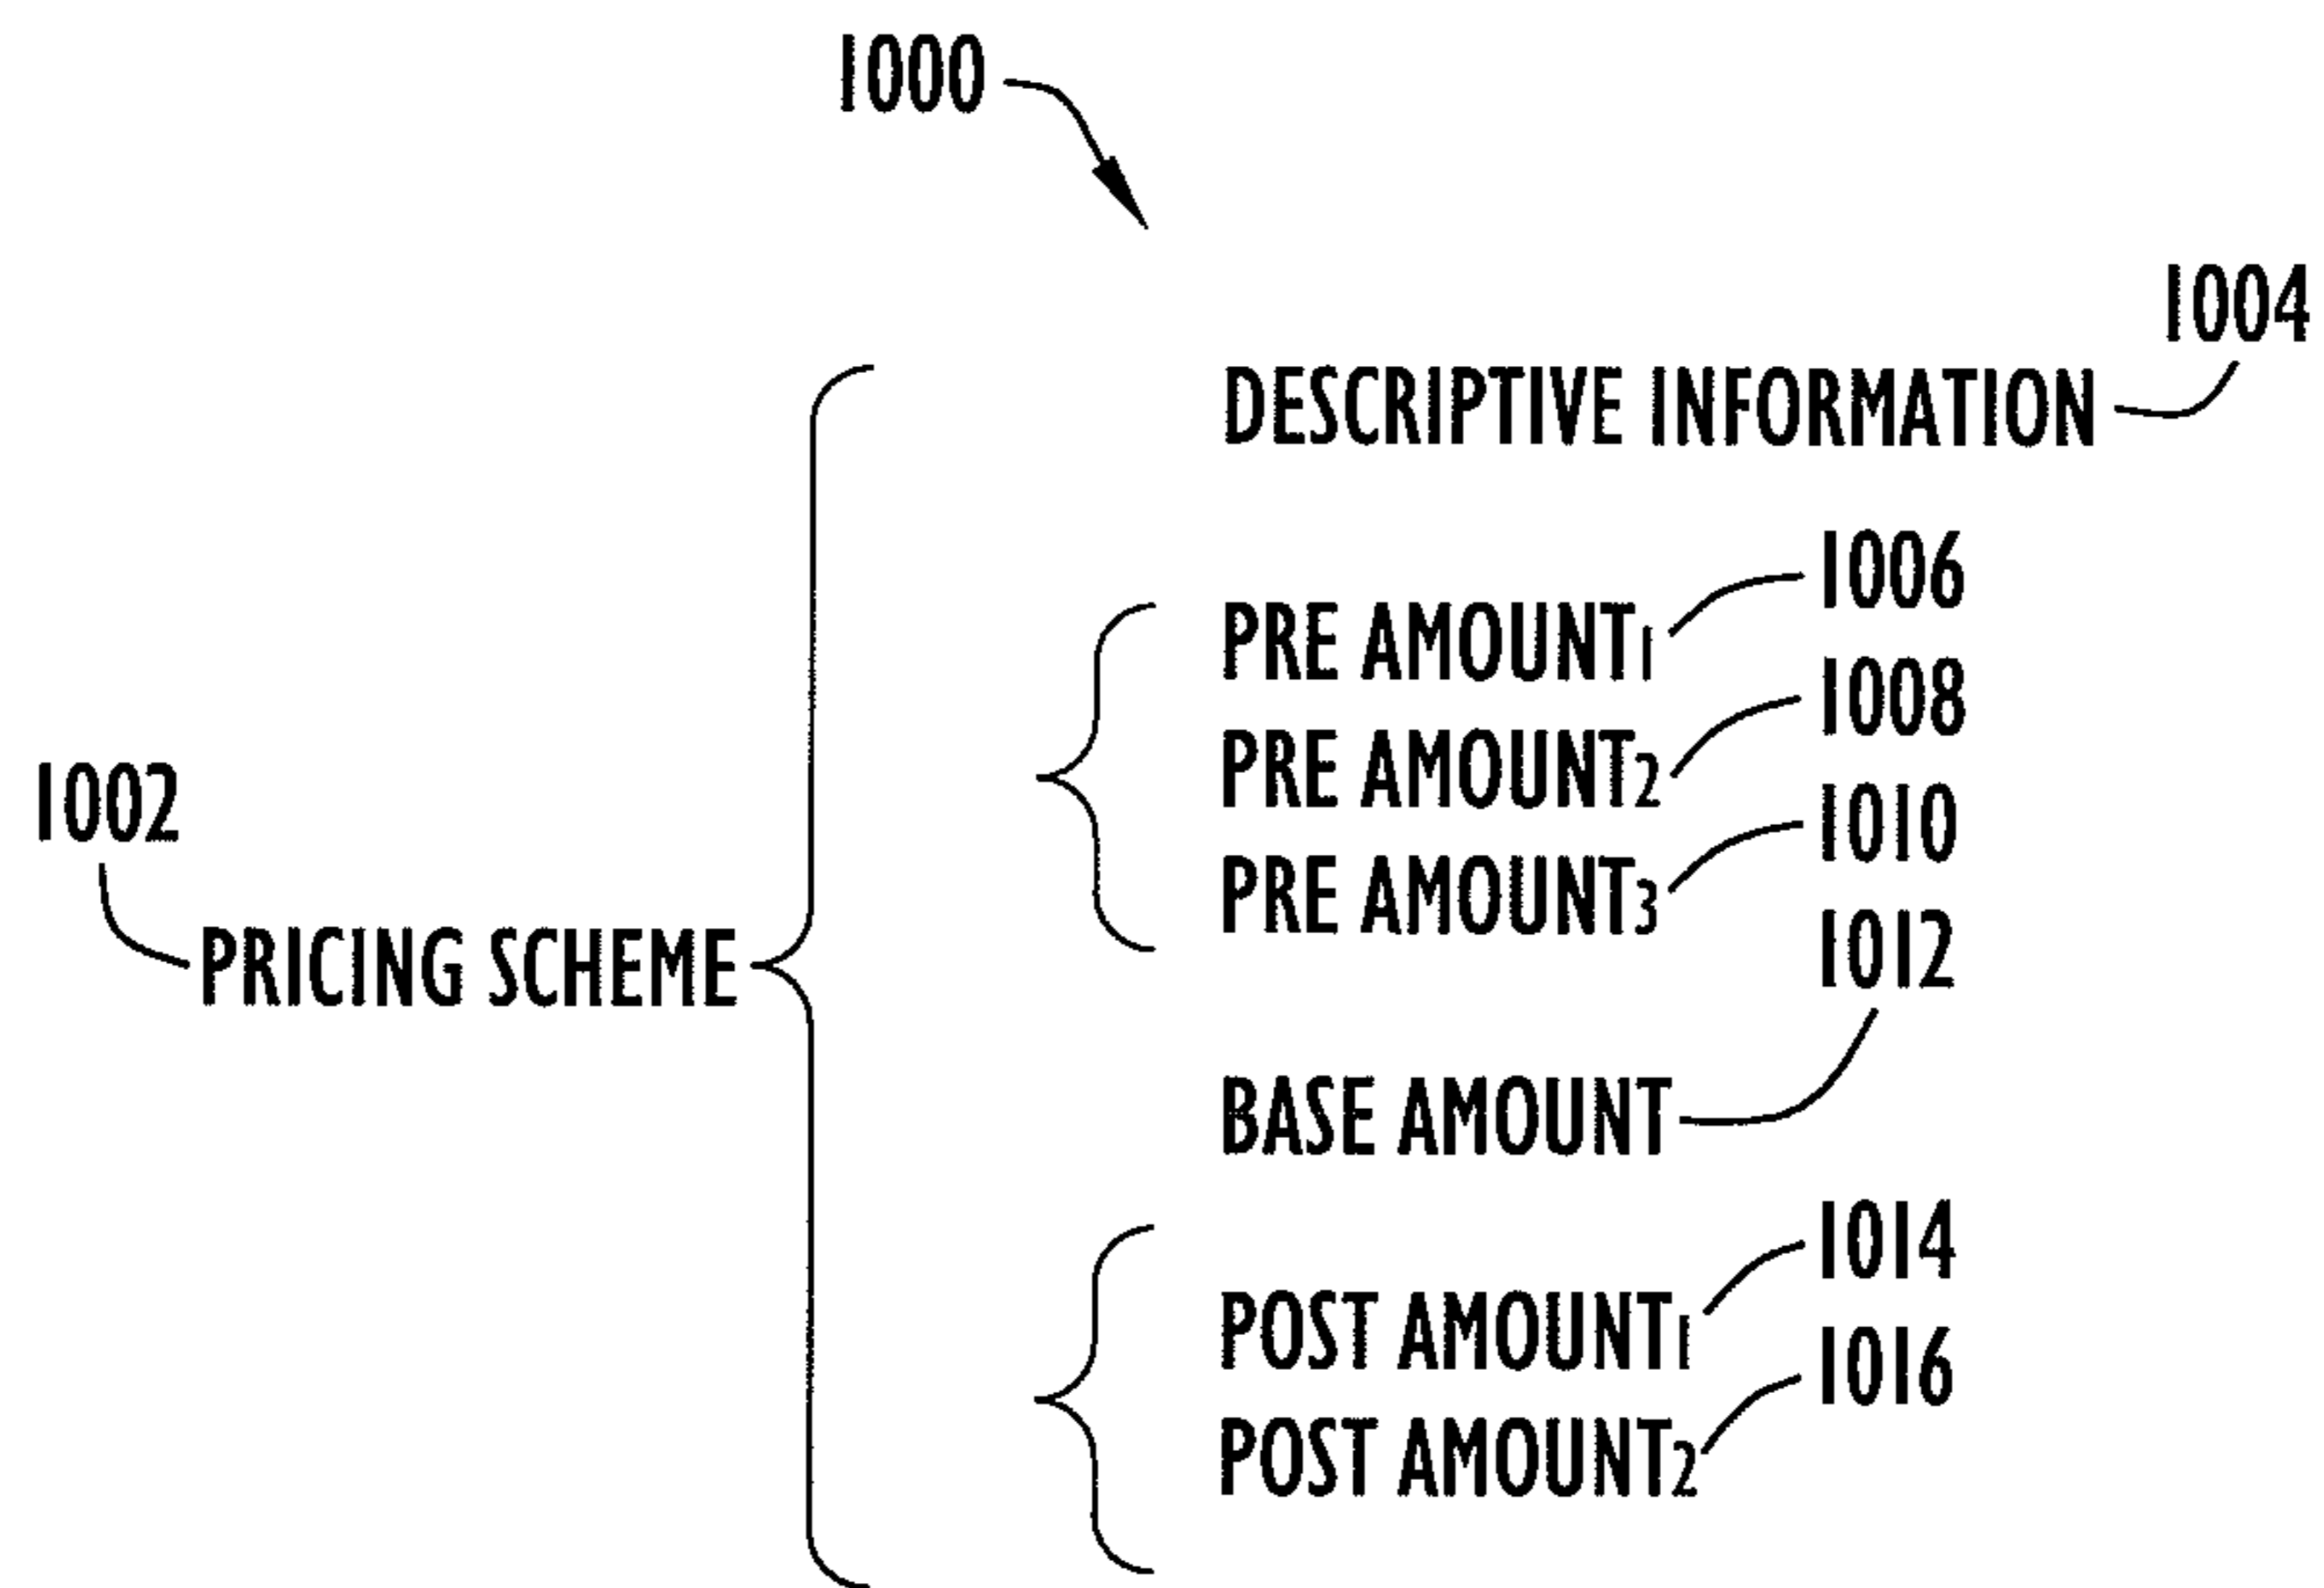 1000
1004
DESCRIPTIVE INFORMATION
1006
PRE AMOUNT1
1008
PRE AMOUNT2
1002
1010
PRE AMOUNT3
1012
PRICING SCHEME
BASE AMOUNT
1014
POST AMOUNT1
1016
POST AMOUNT2